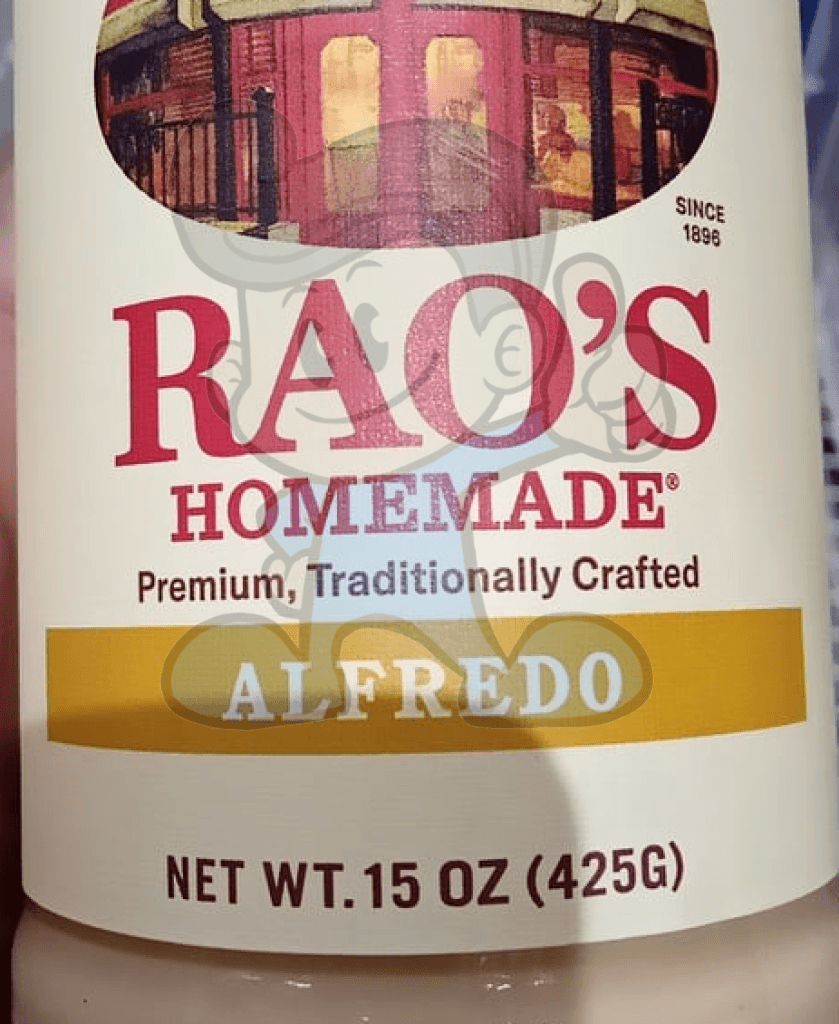 SINCE
1896
RAO'S
HOMEMADE®
Premium, Traditionally Crafted
ALFREDO
NET WT. 15 OZ (425G)